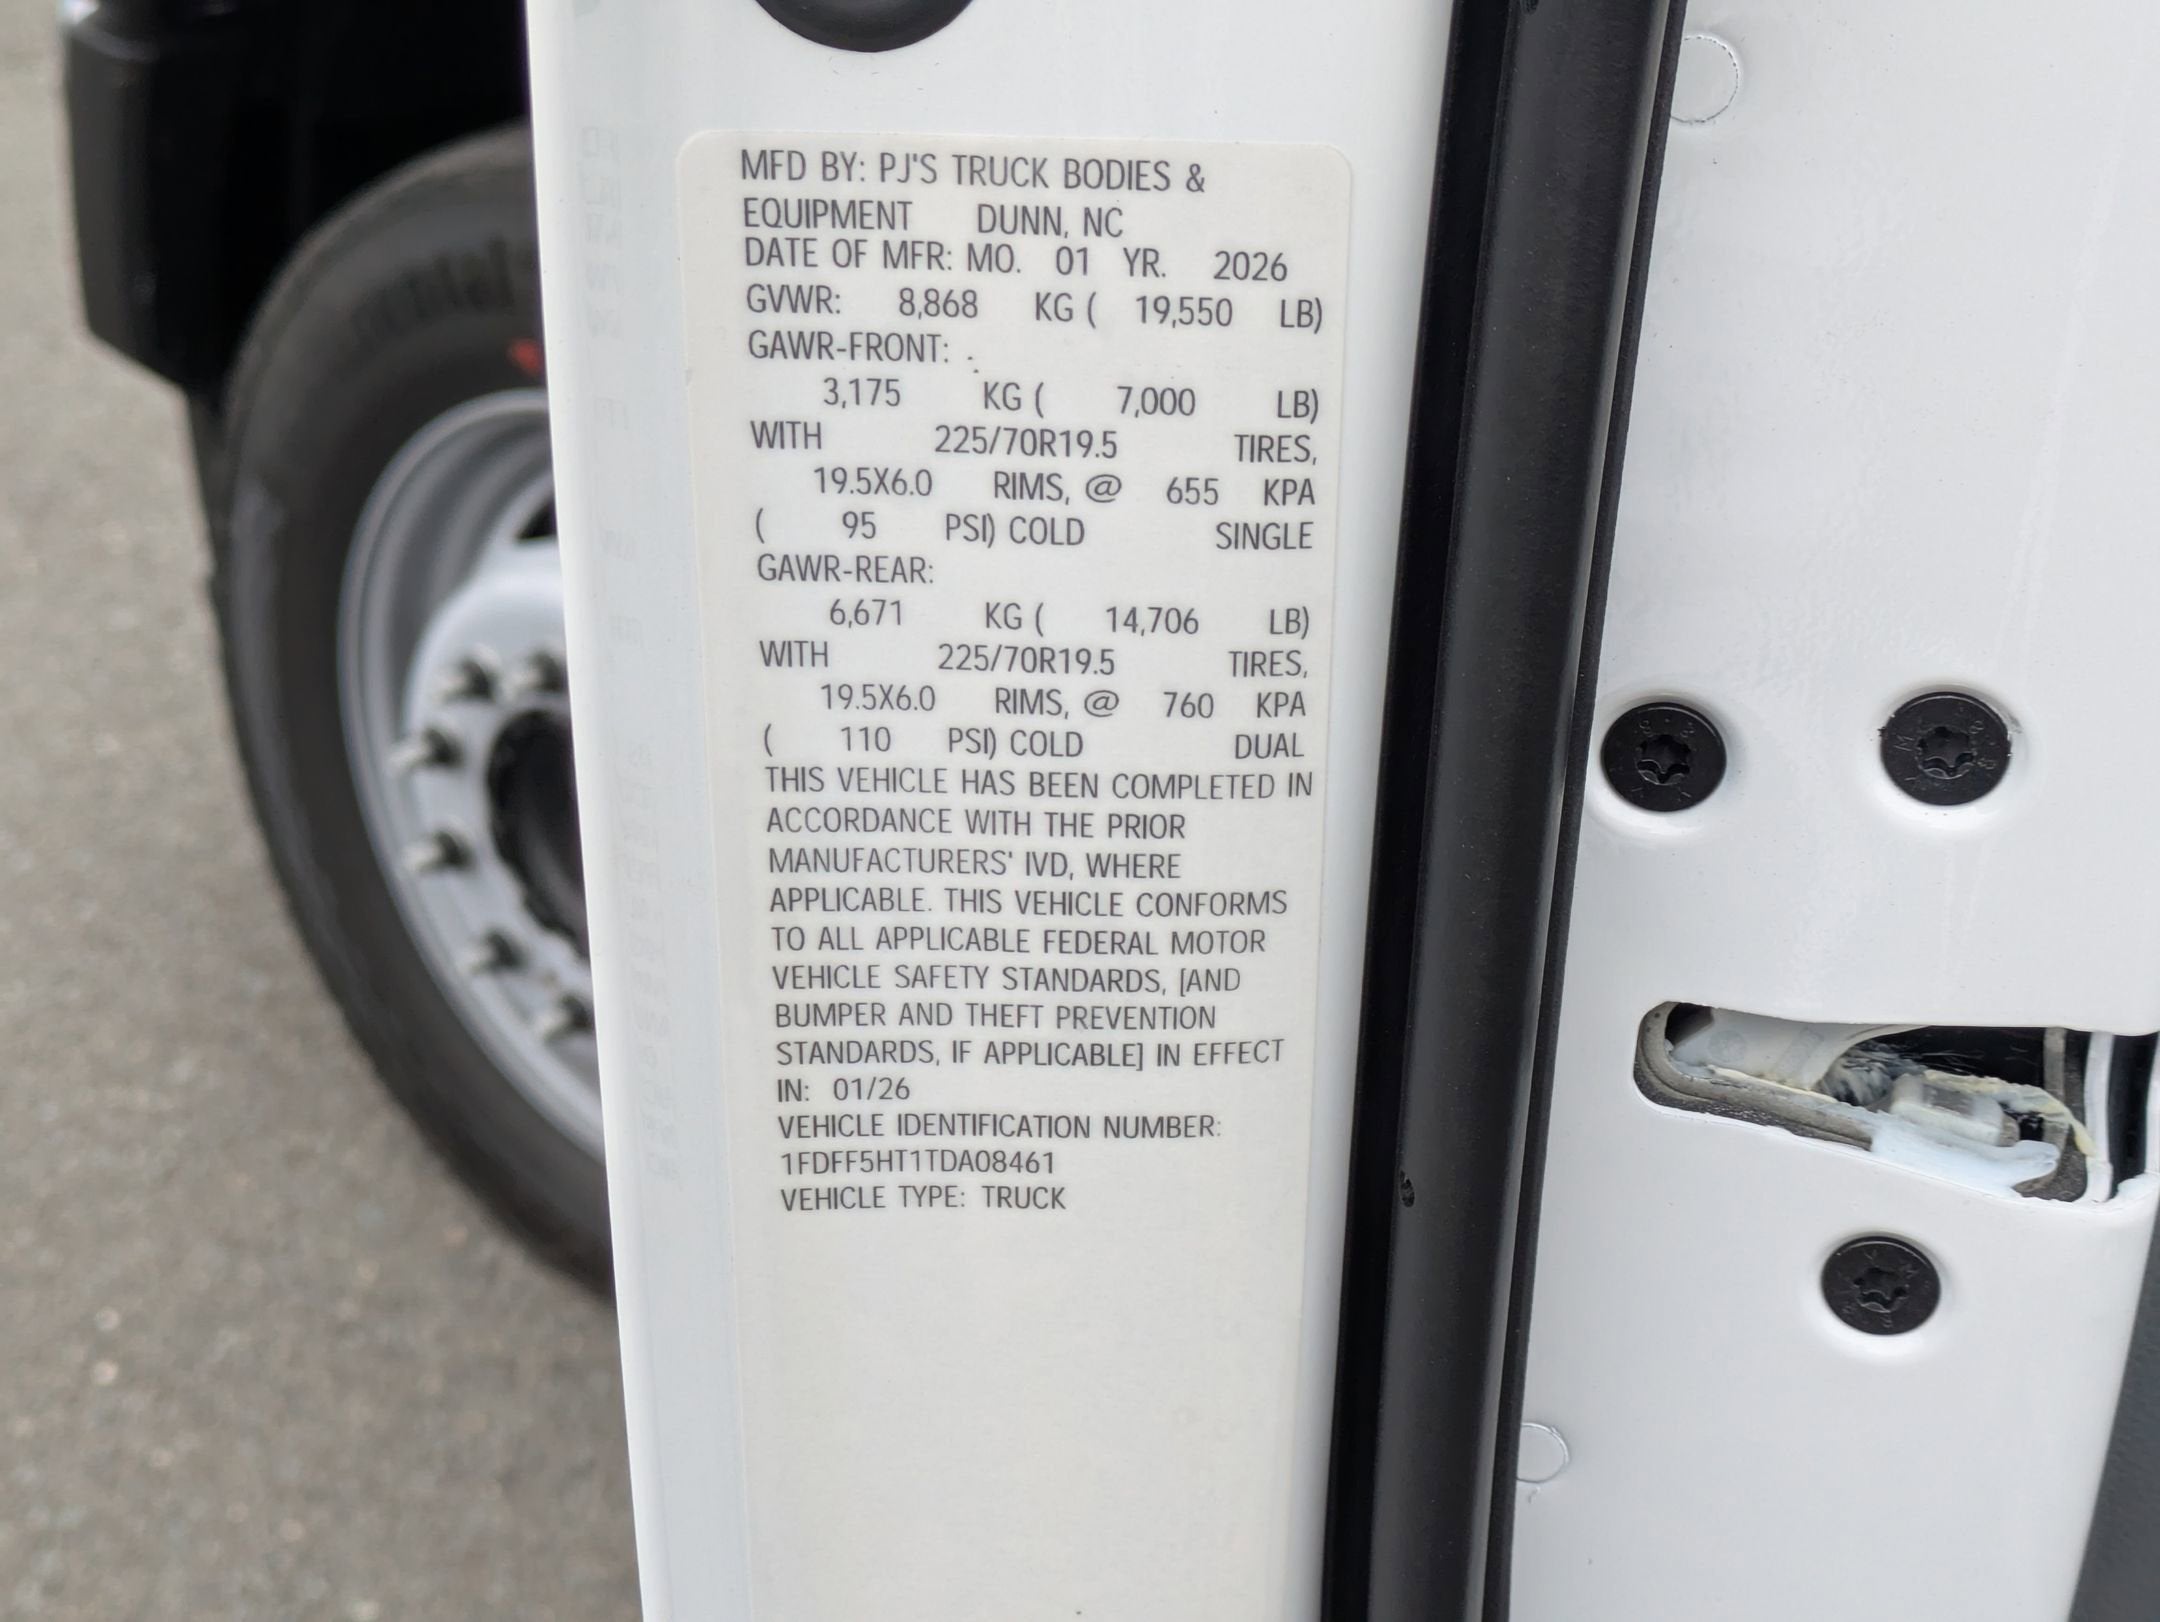 MFD BY: PJ'S TRUCK BODIES &
EQUIPMENT DUNN, NC
DATE OF MFR: MO. 01 YR. 2026
GVWR: 8,868 KG ( 19,550 LB)
GAWR-FRONT:
3,175 KG ( 7,000 LB)
WITH 225/70R19.5 TIRES,
19.5X6.0 RIMS, @ 655 KPA
( 95 PSI) COLD SINGLE
GAWR-REAR:
6,671 KG ( 14,706 LB)
WITH 225/70R19.5 TIRES,
19.5X6.0 RIMS, @ 760 KPA
( 110 PSI) COLD DUAL
THIS VEHICLE HAS BEEN COMPLETED IN
ACCORDANCE WITH THE PRIOR
MANUFACTURERS' IVD, WHERE
APPLICABLE. THIS VEHICLE CONFORMS
TO ALL APPLICABLE FEDERAL MOTOR
VEHICLE SAFETY STANDARDS, [AND
BUMPER AND THEFT PREVENTION
STANDARDS, IF APPLICABLE] IN EFFECT
IN: 01/26
VEHICLE IDENTIFICATION NUMBER:
1FDFF5HT1TDA08461
VEHICLE TYPE: TRUCK